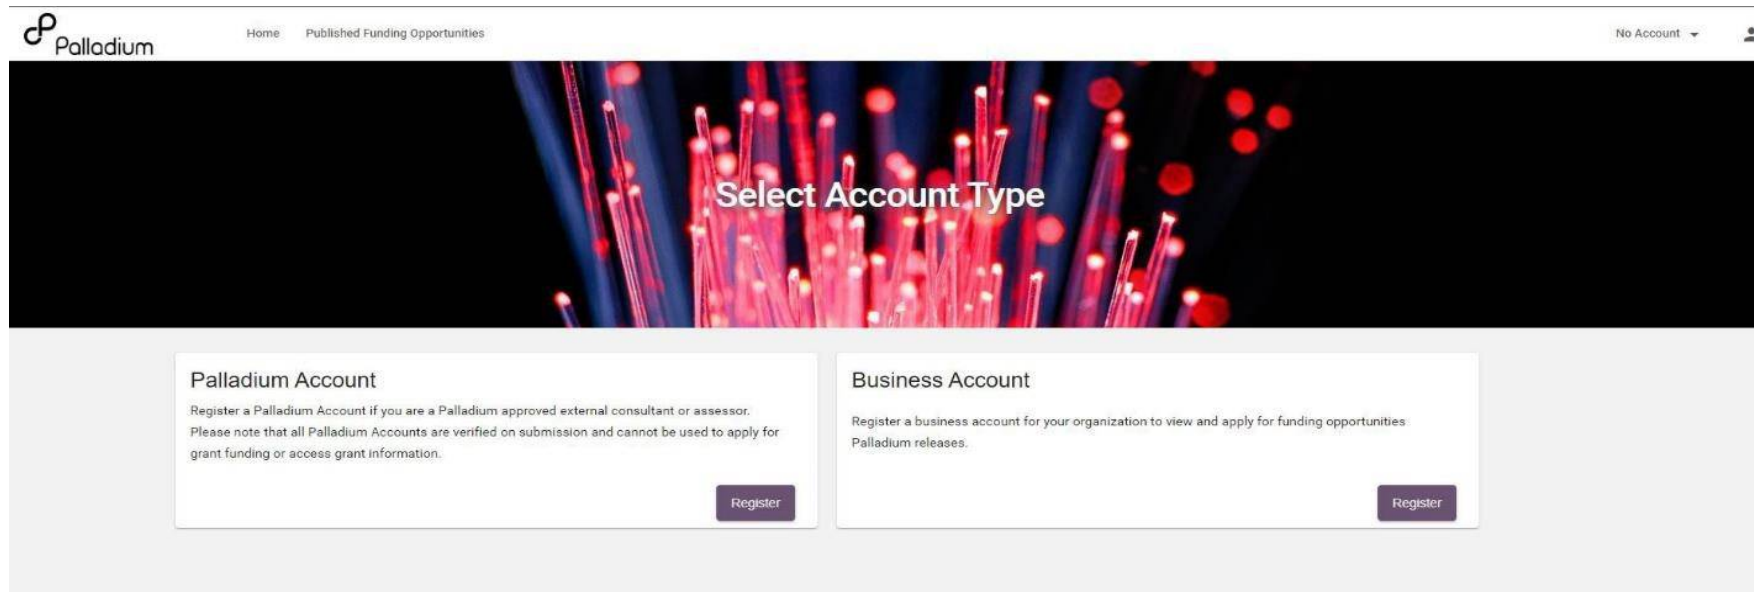 Palladium
Home Published Funding Opportunities
No Account
Select Account Type
Palladium Account
Register a Palladium Account if you are a Palladium approved external consultant or assessor.
Please note that all Palladium Accounts are verified on submission and cannot be used to apply for
grant funding or access grant information.
Register
Business Account
Register a business account for your organization to view and apply for funding opportunities
Palladium releases.
Register